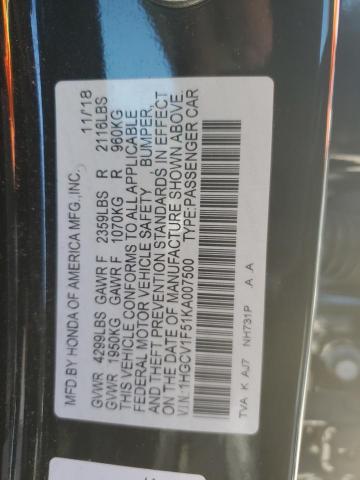 MFD BY HONDA OF AMERICA MFG.,INC. 11/18
GVWR 4299LBS GAWR F 2359LBS R 2116LBS
GVWR 1950KG GAWR F 1070KG R 960KG
THIS VEHICLE CONFORMS TO ALL APPLICABLE
FEDERAL MOTOR VEHICLE SAFETY BUMPER,
AND THEFT PREVENTION STANDARDS IN EFFECT
ON THE DATE OF MANUFACTURE SHOWN ABOVE.
V.I.N.:1HGCV1F51KA007500 TYPE:PASSENGER CAR
TVA K AJ7 NH731P A A